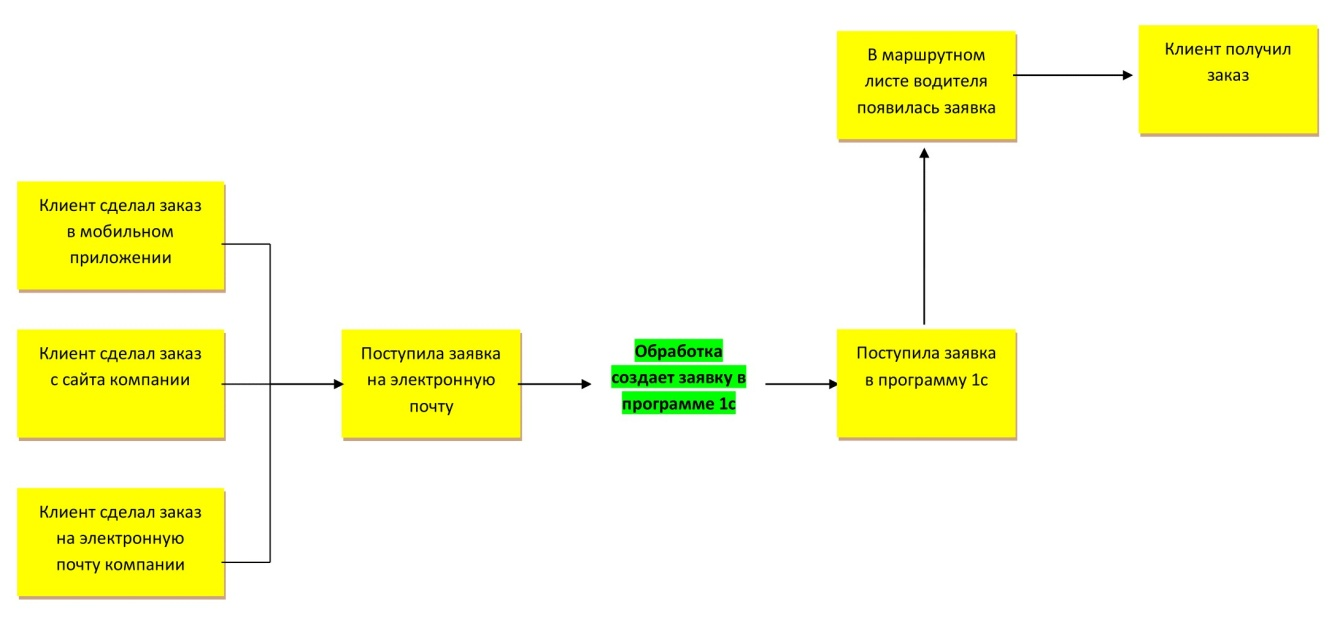 Клиент сделал заказ
в мобильном
приложении
Клиент сделал заказ
с сайта компании
Клиент сделал заказ
на электронную
почту компании
Поступила заявка
на электронную
почту
Обработка
создает заявку в
программе 1с
Поступила заявка
в программу 1с
В маршрутном
листе водителя
появилась заявка
Клиент получил
заказ